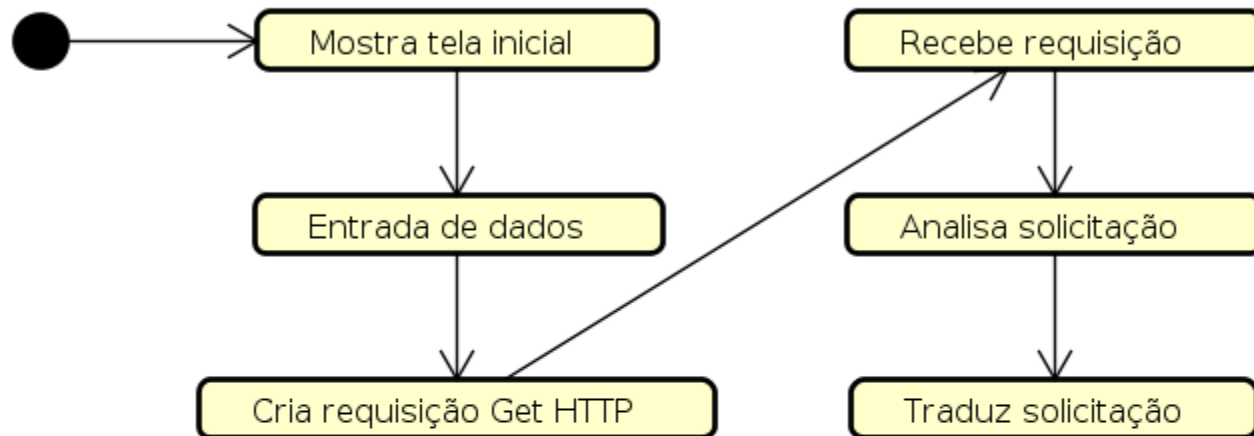 Mostra tela inicial
Entrada de dados
Cria requisição Get HTTP
Recebe requisição
Analisa solicitação
Traduz solicitação